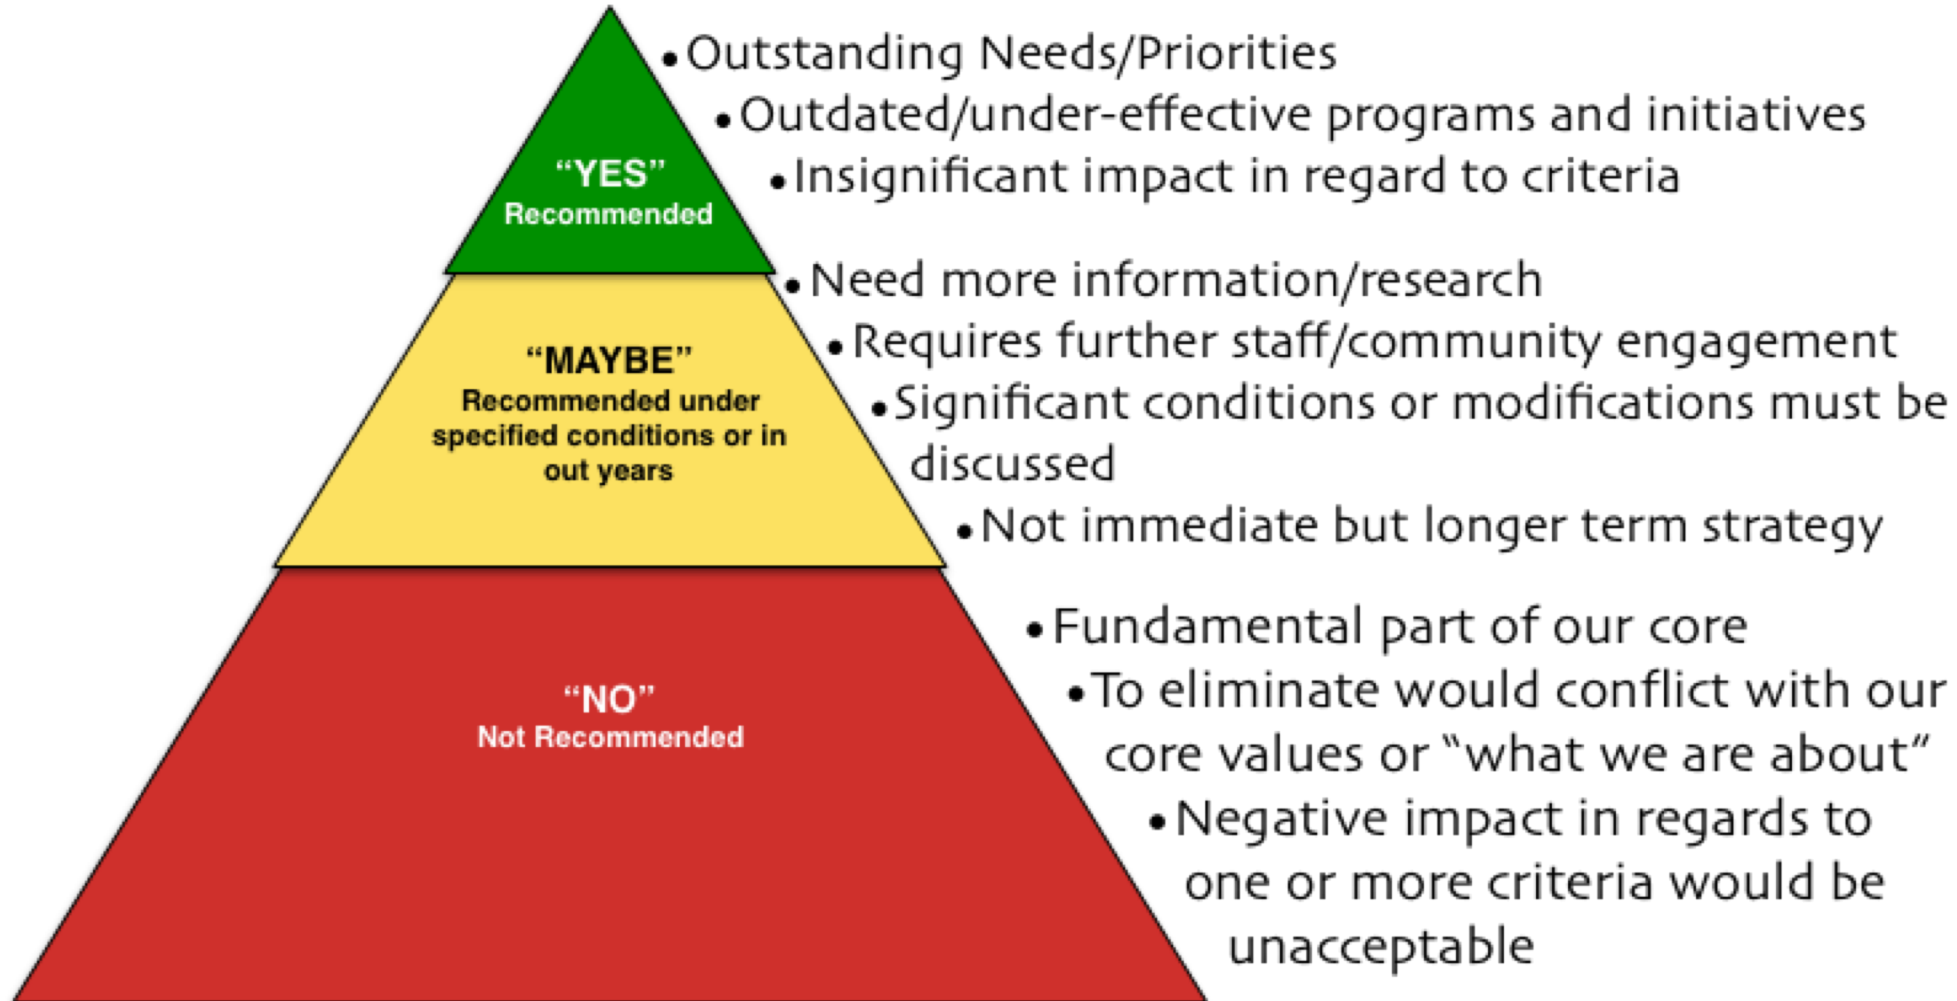 • Outstanding Needs/Priorities
• Outdated/under-effective programs and initiatives
• Insignificant impact in regard to criteria
“YES”
Recommended
• Need more information/research
• Requires further staff/community engagement
• Significant conditions or modifications must be
discussed
• Not immediate but longer term strategy
“MAYBE”
Recommended under
specified conditions or in
out years
• Fundamental part of our core
• To eliminate would conflict with our
core values or “what we are about”
• Negative impact in regards to
one or more criteria would be
unacceptable
“NO”
Not Recommended